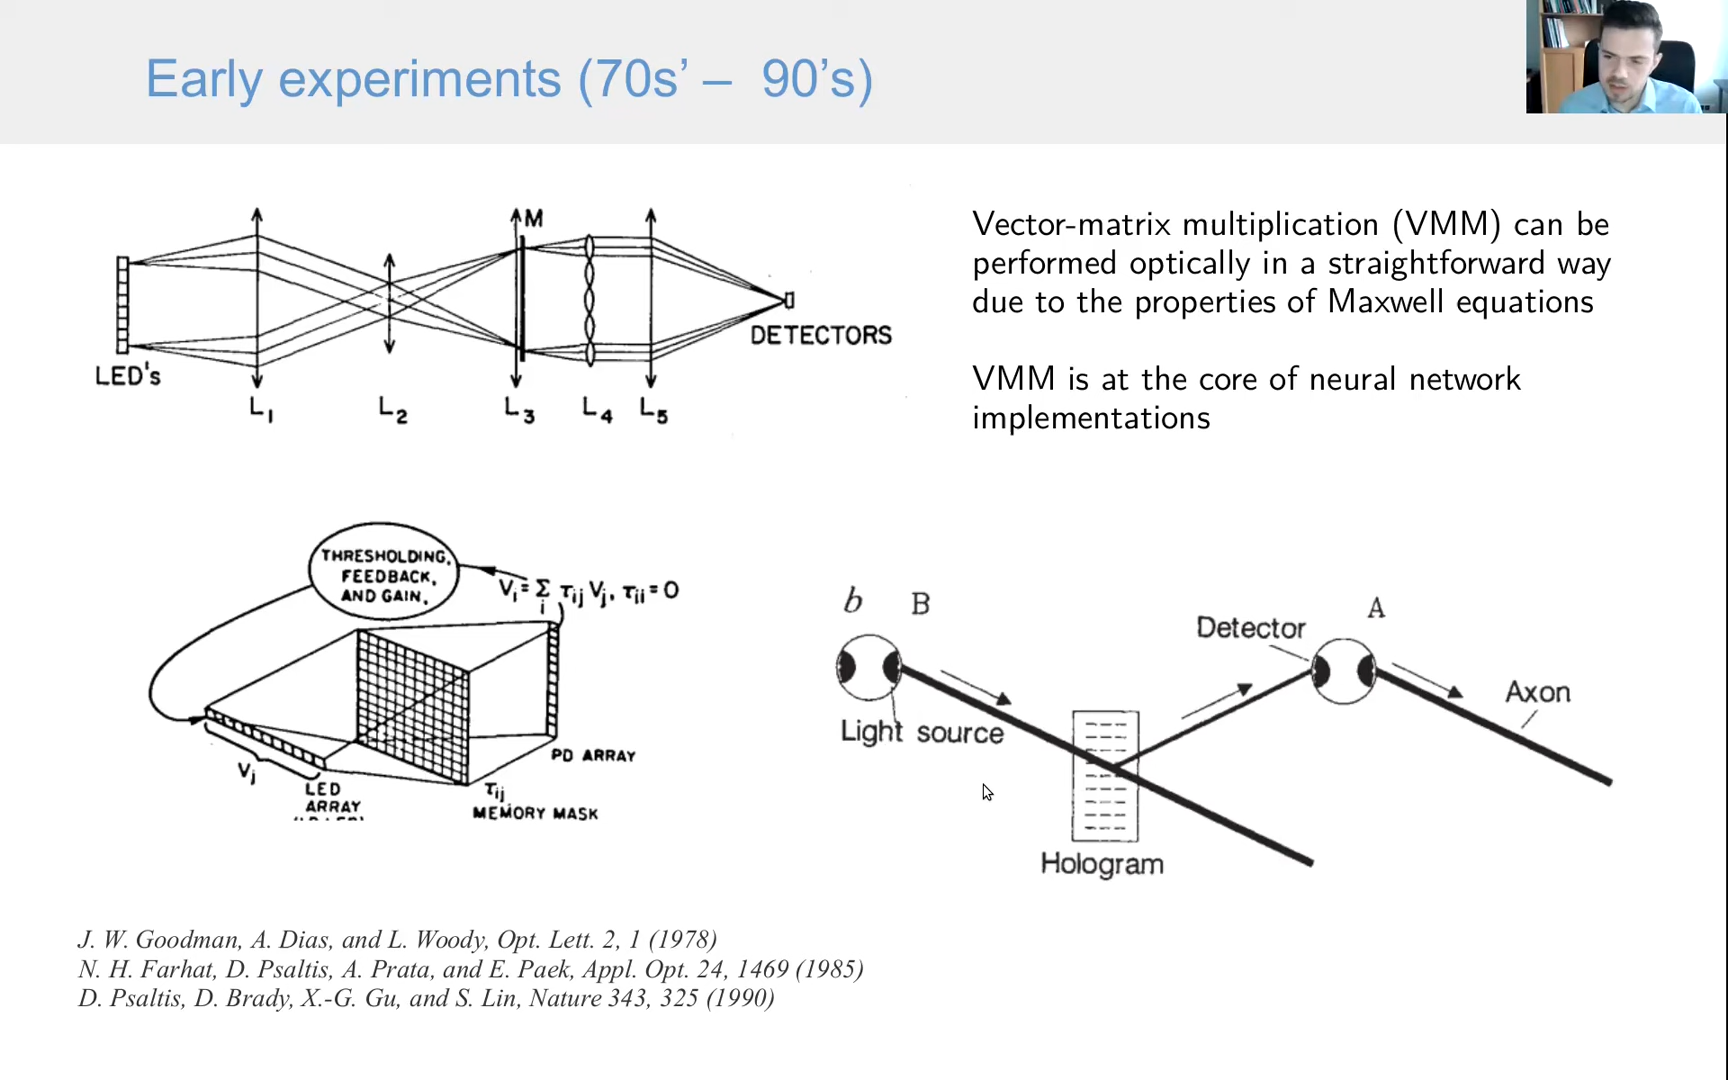 Early experiments (70s’ – 90’s)
M
LED's
L1
L2
L3
L4
L5
DETECTORS
Vector-matrix multiplication (VMM) can be
performed optically in a straightforward way
due to the properties of Maxwell equations
VMM is at the core of neural network
implementations
THRESHOLDING,
FEEDBACK,
AND GAIN,
Vi = Σ Tij Vj, Tii = 0
i
Vj
LED
ARRAY
Tij
MEMORY MASK
PD ARRAY
b B
Light source
Hologram
Detector
A
Axon
J. W. Goodman, A. Dias, and L. Woody, Opt. Lett. 2, 1 (1978)
N. H. Farhat, D. Psaltis, A. Prata, and E. Paek, Appl. Opt. 24, 1469 (1985)
D. Psaltis, D. Brady, X.-G. Gu, and S. Lin, Nature 343, 325 (1990)